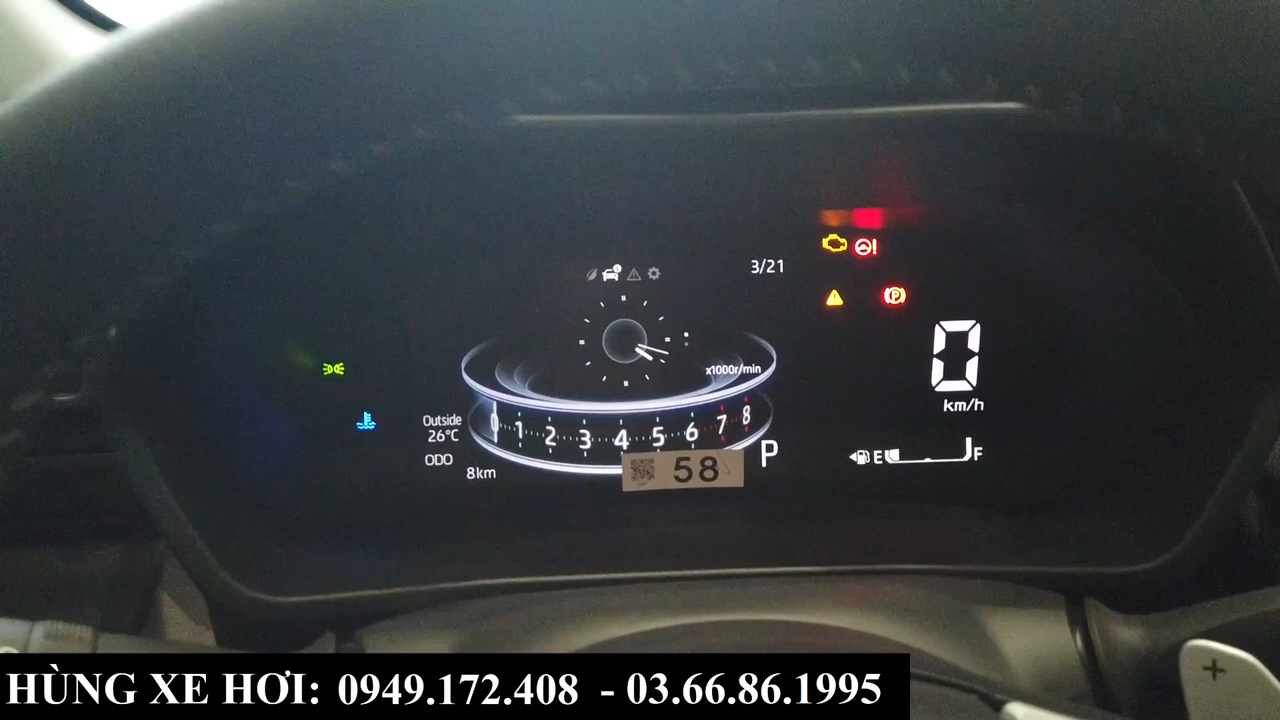 3/21
x1000r/min
0 1 2 3 4 5 6 7 8
Outside
26°C
ODO
8km
58
P
0
km/h
E F
+
HÙNG XE HƠI: 0949.172.408 - 03.66.86.1995